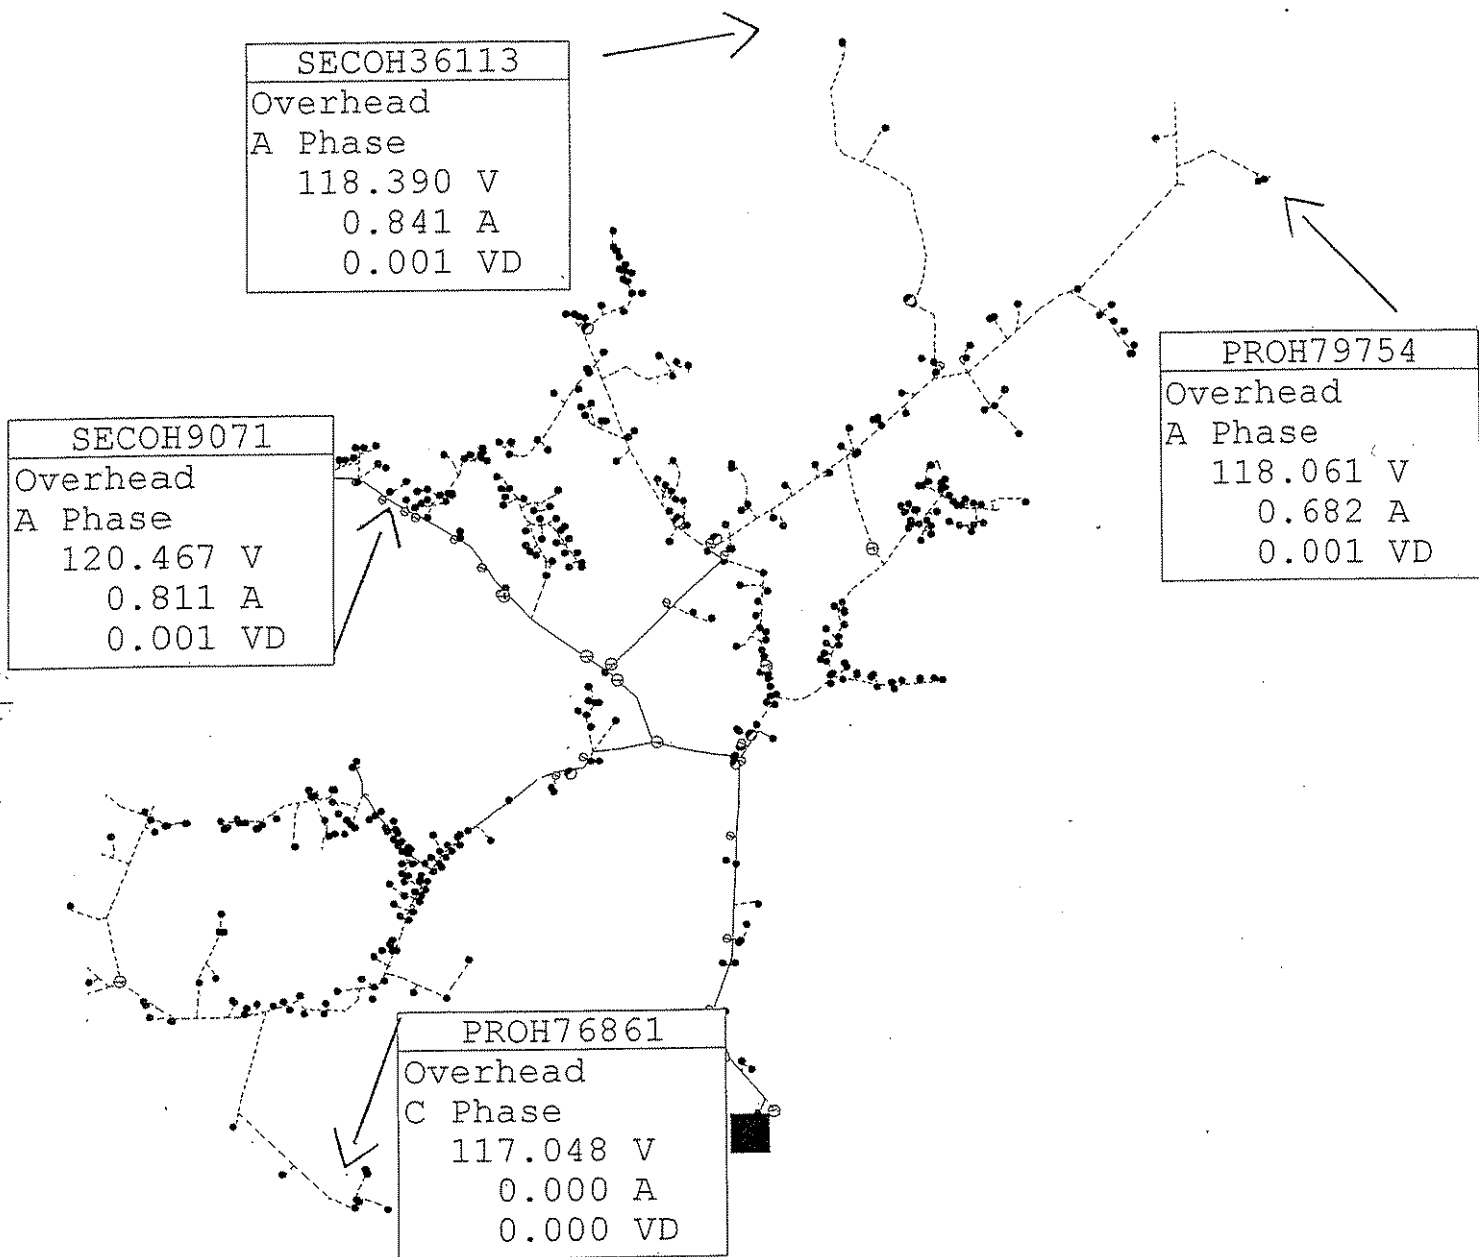 SECOH36113
Overhead
A Phase
118.390 V
0.841 A
0.001 VD
PROH79754
Overhead
A Phase
118.061 V
0.682 A
0.001 VD
SECOH9071
Overhead
A Phase
120.467 V
0.811 A
0.001 VD
PROH76861
Overhead
C Phase
117.048 V
0.000 A
0.000 VD